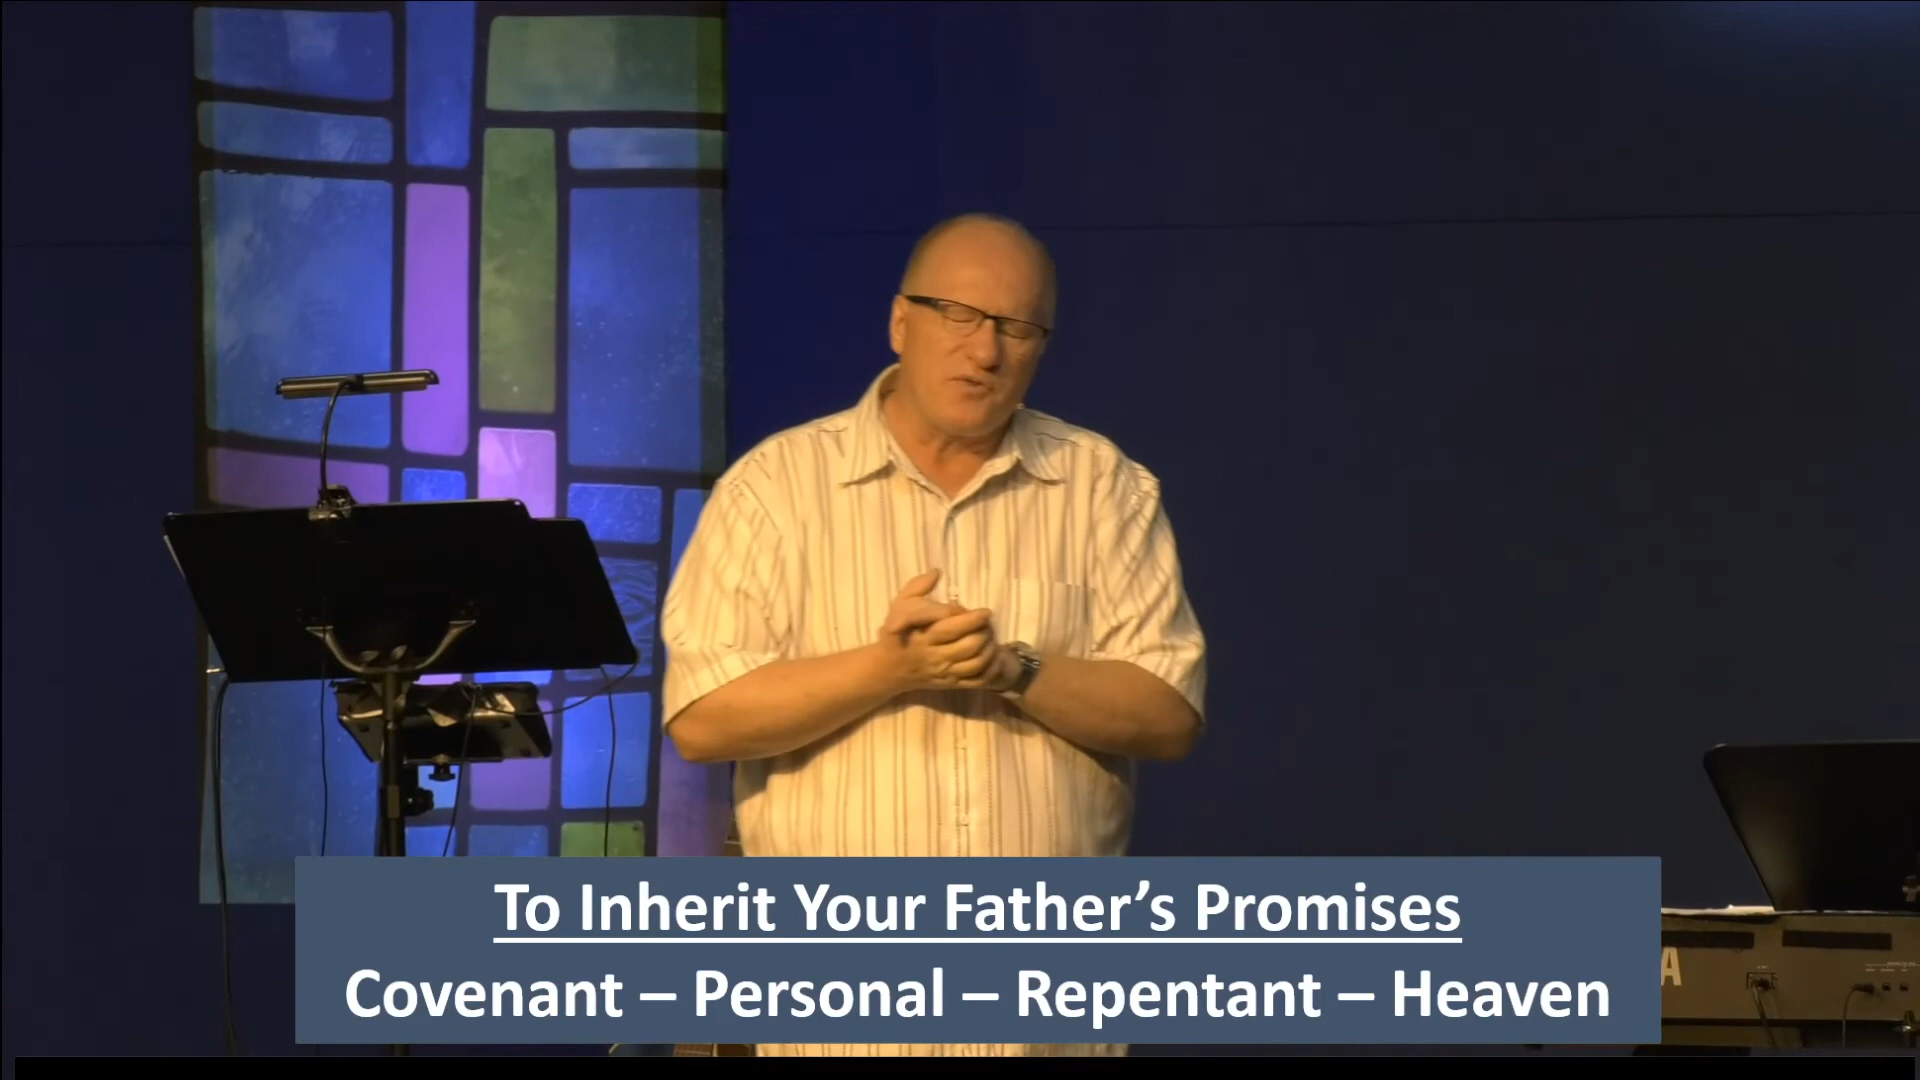 To Inherit Your Father’s Promises
Covenant – Personal – Repentant – Heaven